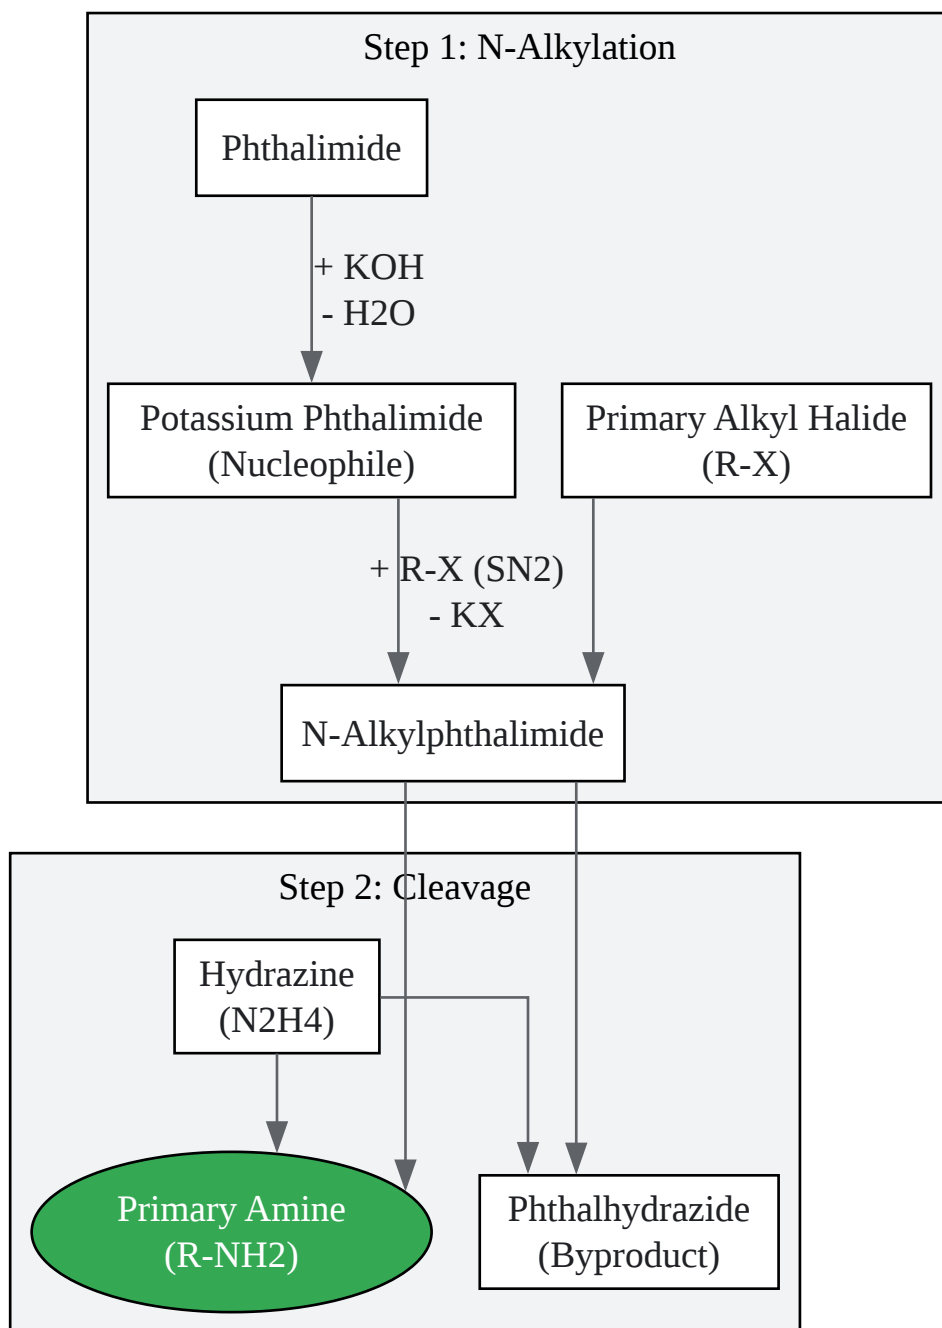 Step 1: N-Alkylation
Phthalimide
+ KOH
- H2O
Potassium Phthalimide
(Nucleophile)
Primary Alkyl Halide
(R-X)
+ R-X (SN2)
- KX
N-Alkylphthalimide
Step 2: Cleavage
Hydrazine
(N2H4)
Primary Amine
(R-NH2)
Phthalhydrazide
(Byproduct)